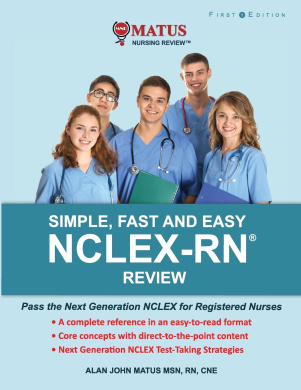 FIRST EDITION
MNR MATUS
NURSING REVIEW™
SIMPLE, FAST AND EASY
NCLEX-RN®
REVIEW
Pass the Next Generation NCLEX for Registered Nurses
• A complete reference in an easy-to-read format
• Core concepts with direct-to-the-point content
• Next Generation NCLEX Test-Taking Strategies
ALAN JOHN MATUS MSN, RN, CNE